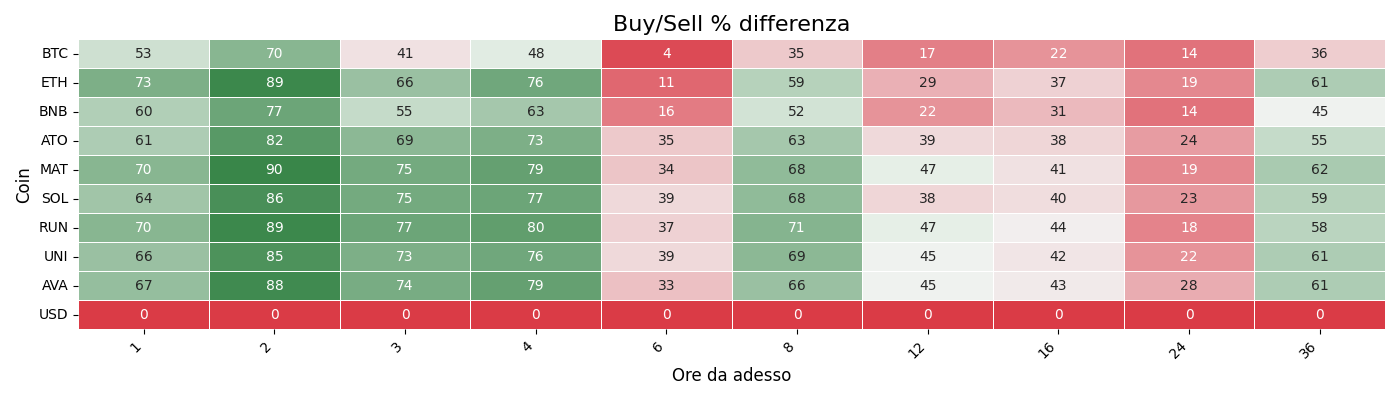 Buy/Sell % differenza
Coin
BTC 53 70 41 48 4 35 17 22 14 36
ETH 73 89 66 76 11 59 29 37 19 61
BNB 60 77 55 63 16 52 22 31 14 45
ATO 61 82 69 73 35 63 39 38 24 55
MAT 70 90 75 79 34 68 47 41 19 62
SOL 64 86 75 77 39 68 38 40 23 59
RUN 70 89 77 80 37 71 47 44 18 58
UNI 66 85 73 76 39 69 45 42 22 61
AVA 67 88 74 79 33 66 45 43 28 61
USD 0 0 0 0 0 0 0 0 0 0
1 2 3 4 6 8 12 16 24 36
Ore da adesso